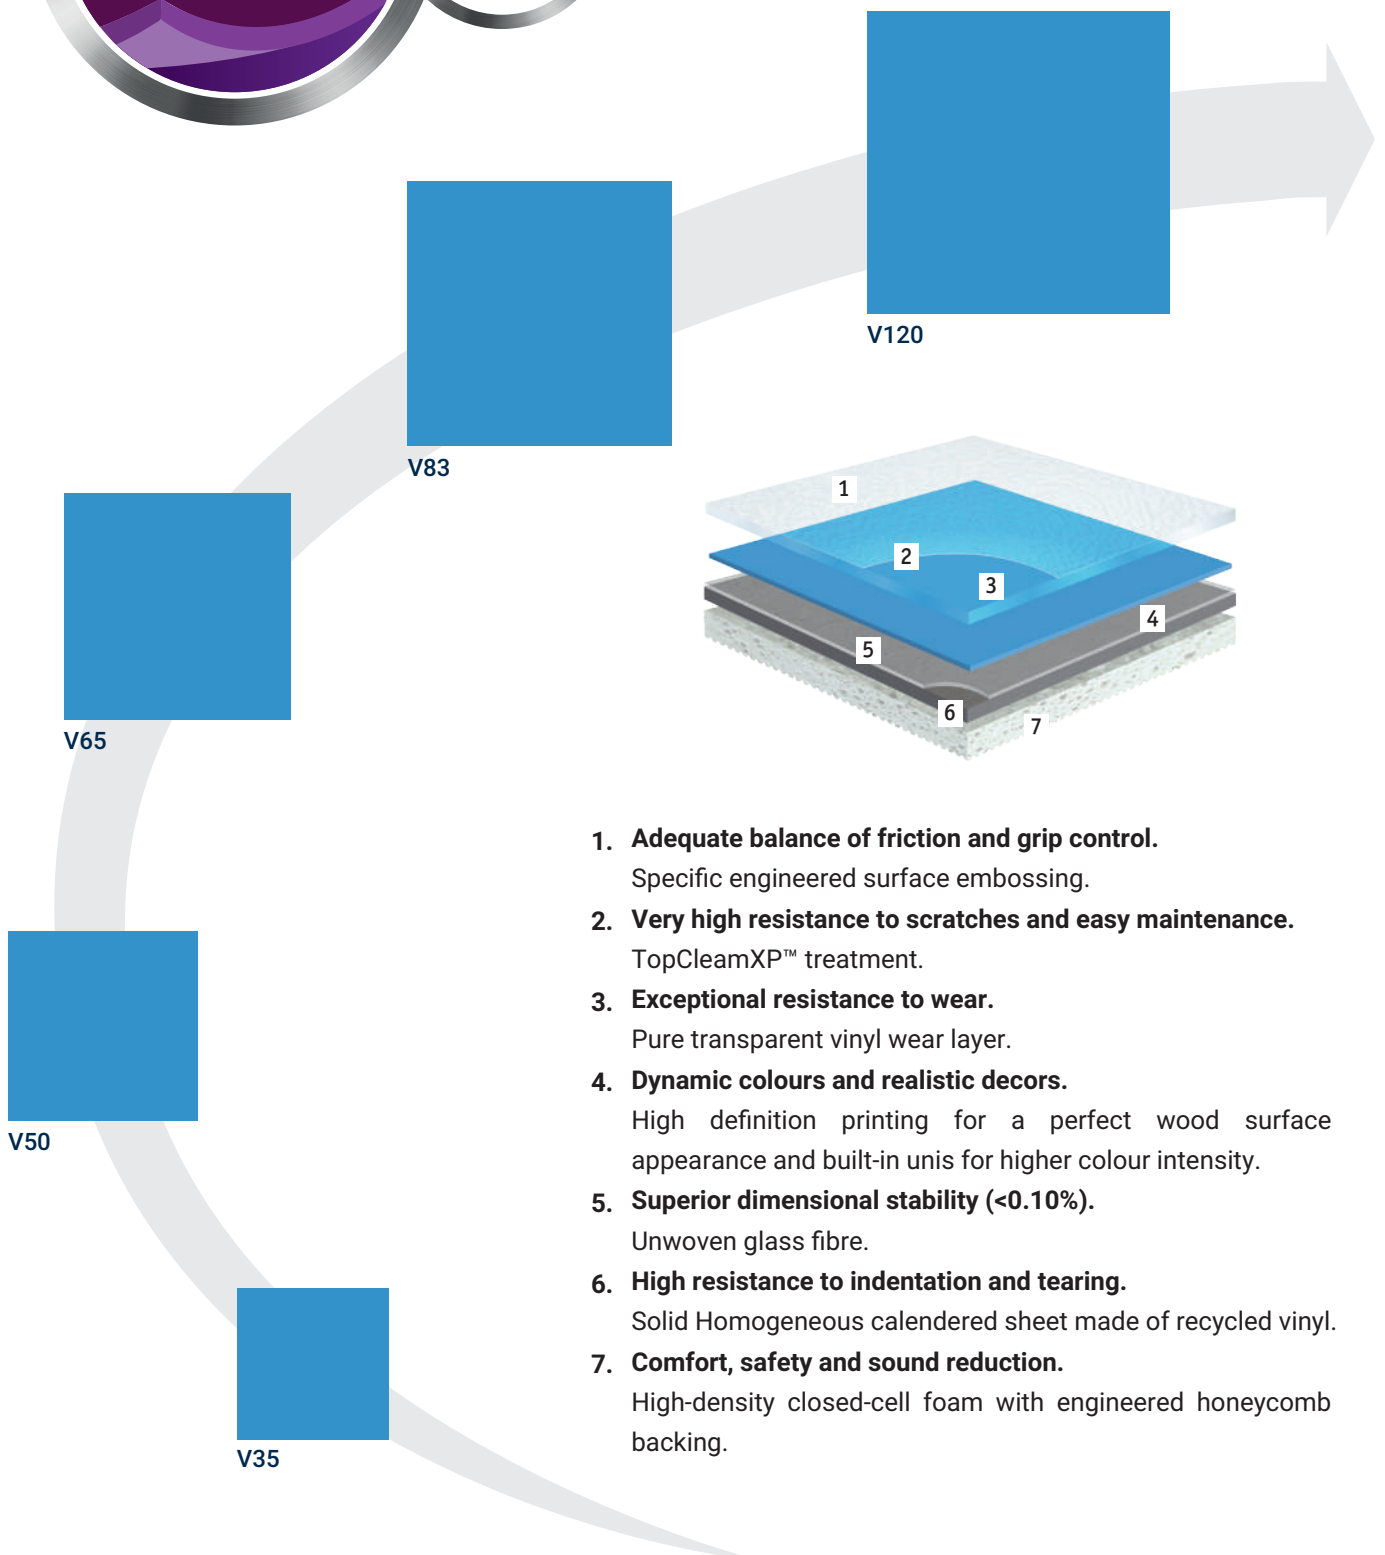 V120
V83
1
2
3
4
5
6
7
V65
1. Adequate balance of friction and grip control.
Specific engineered surface embossing.
2. Very high resistance to scratches and easy maintenance.
TopCleamXP™ treatment.
3. Exceptional resistance to wear.
Pure transparent vinyl wear layer.
4. Dynamic colours and realistic decors.
High definition printing for a perfect wood surface
appearance and built-in unis for higher colour intensity.
5. Superior dimensional stability (<0.10%).
Unwoven glass fibre.
6. High resistance to indentation and tearing.
Solid Homogeneous calendered sheet made of recycled vinyl.
7. Comfort, safety and sound reduction.
High-density closed-cell foam with engineered honeycomb
backing.
V50
V35